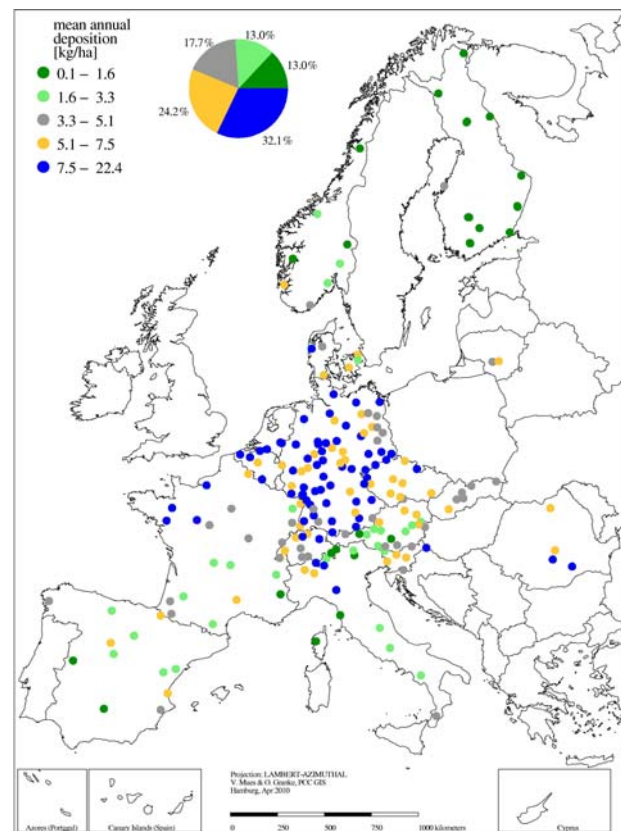 mean annual
deposition
[kg/ha]
0.1 – 1.6
1.6 – 3.3
3.3 – 5.1
5.1 – 7.5
7.5 – 22.4
17.7%
13.0%
13.0%
24.2%
32.1%
Projection: LAMBERT-AZIMUTHAL
V. Mues & O. Granke, PCC GIS
Hamburg, Apr 2010
0 250 500 750 1000 kilometers
Azores (Portugal)
Canary Islands (Spain)
Cyprus